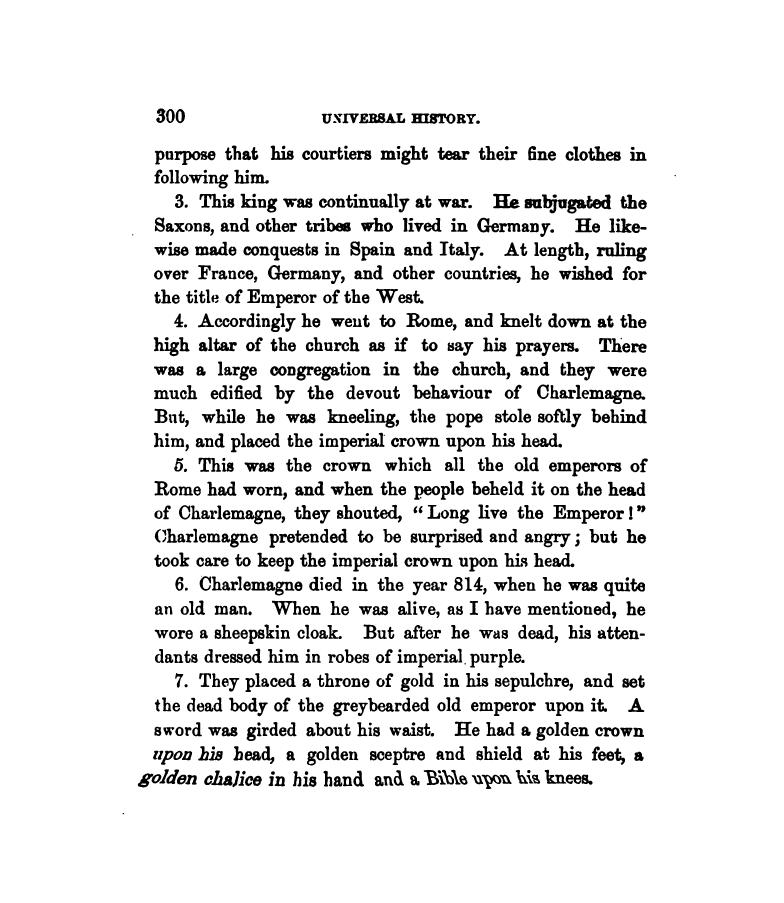 300 UNIVERSAL HISTORY.
purpose that his courtiers might tear their fine clothes in
following him.
3. This king was continually at war. He subjugated the
Saxons, and other tribes who lived in Germany. He like-
wise made conquests in Spain and Italy. At length, ruling
over France, Germany, and other countries, he wished for
the title of Emperor of the West.
4. Accordingly he went to Rome, and knelt down at the
high altar of the church as if to say his prayers. There
was a large congregation in the church, and they were
much edified by the devout behaviour of Charlemagne.
But, while he was kneeling, the pope stole softly behind
him, and placed the imperial crown upon his head.
5. This was the crown which all the old emperors of
Rome had worn, and when the people beheld it on the head
of Charlemagne, they shouted, “Long live the Emperor!”
Charlemagne pretended to be surprised and angry; but he
took care to keep the imperial crown upon his head.
6. Charlemagne died in the year 814, when he was quite
an old man. When he was alive, as I have mentioned, he
wore a sheepskin cloak. But after he was dead, his atten-
dants dressed him in robes of imperial purple.
7. They placed a throne of gold in his sepulchre, and set
the dead body of the greybearded old emperor upon it. A
sword was girded about his waist. He had a golden crown
upon his head, a golden sceptre and shield at his feet, a
golden chalice in his hand and a Bible upon his knees.